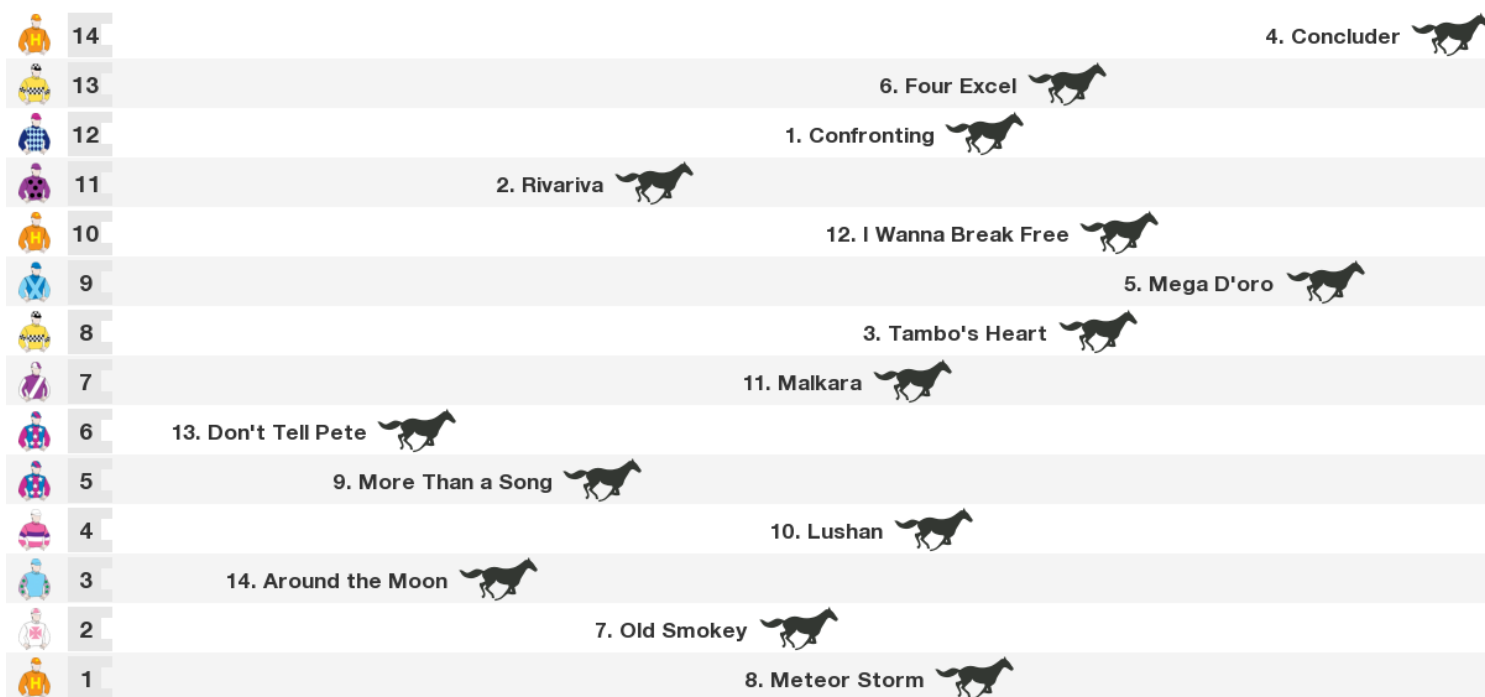 14 4. Concluder
13 6. Four Excel
12 1. Confronting
11 2. Rivariva
10 12. I Wanna Break Free
9 5. Mega D'oro
8 3. Tambo's Heart
7 11. Malkara
6 13. Don't Tell Pete
5 9. More Than a Song
4 10. Lushan
3 14. Around the Moon
2 7. Old Smokey
1 8. Meteor Storm